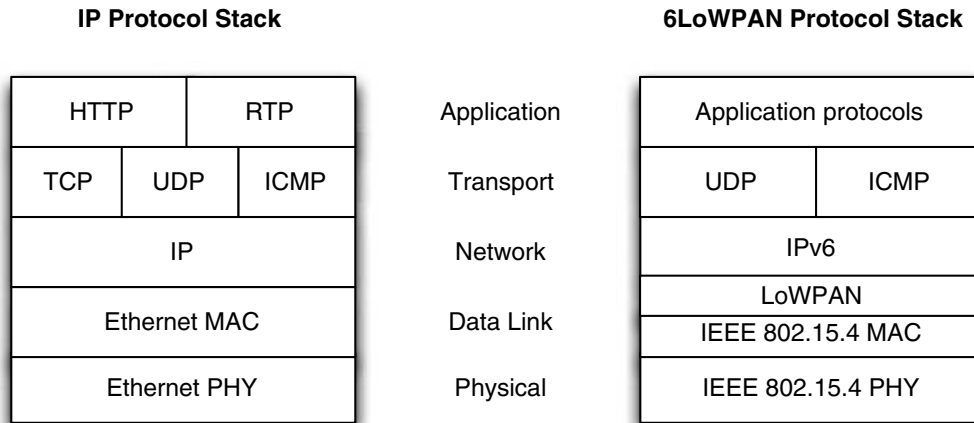 IP Protocol Stack
6LoWPAN Protocol Stack
HTTP RTP Application Application protocols
TCP UDP ICMP Transport UDP ICMP
IP Network IPv6
LoWPAN
Ethernet MAC Data Link
IEEE 802.15.4 MAC
Ethernet PHY Physical IEEE 802.15.4 PHY